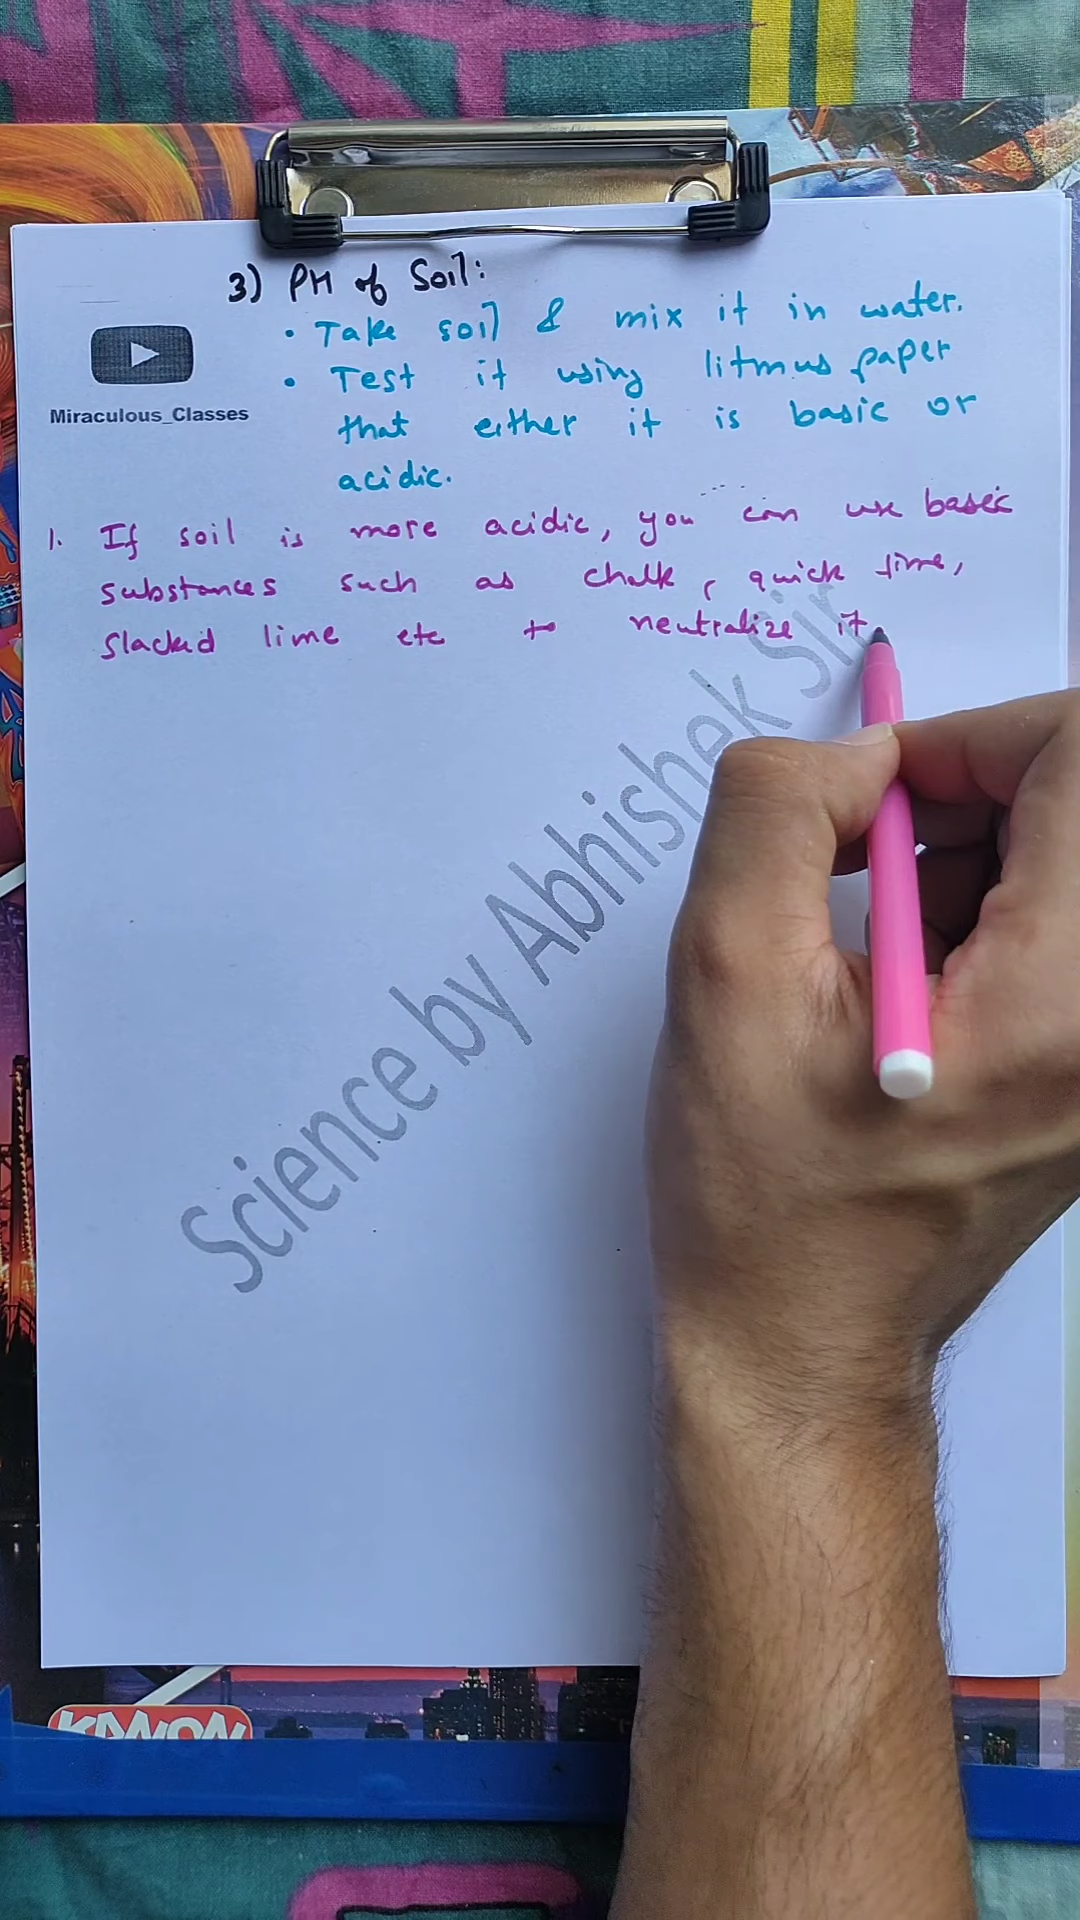 3) PH of Soil:
• Take soil & mix it in water.
• Test it using litmus paper
that either it is basic or
acidic.
Miraculous_Classes
1. If soil is more acidic, you can use basic
substances such as chalk, quick lime,
slacked lime etc to neutralize it.
Science by Abhishek Sir
KANON